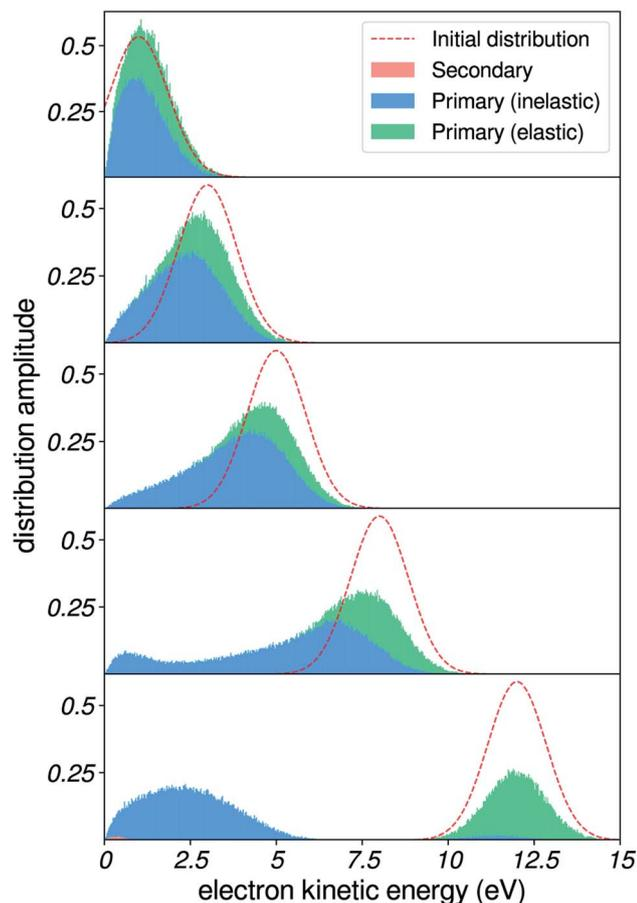 Initial distribution
Secondary
Primary (inelastic)
Primary (elastic)
0.5
0.25
0.5
0.25
0.5
0.25
0.5
0.25
0.5
0.25
distribution amplitude
0 2.5 5 7.5 10 12.5 15
electron kinetic energy (eV)